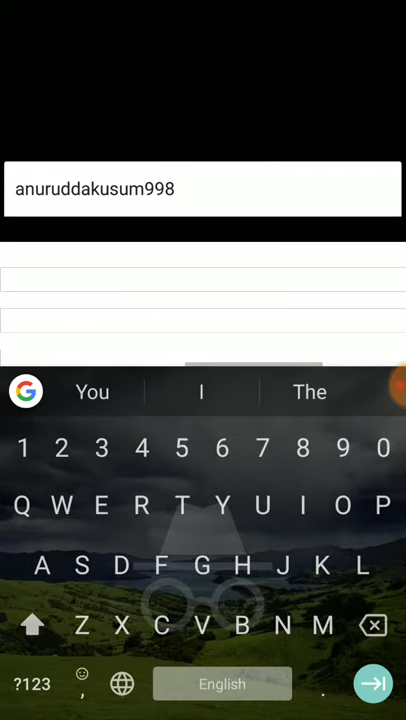 anuruddakusum998
You I The
1 2 3 4 5 6 7 8 9 0
Q W E R T Y U I O P
A S D F G H J K L
Z X C V B N M
?123 , English .